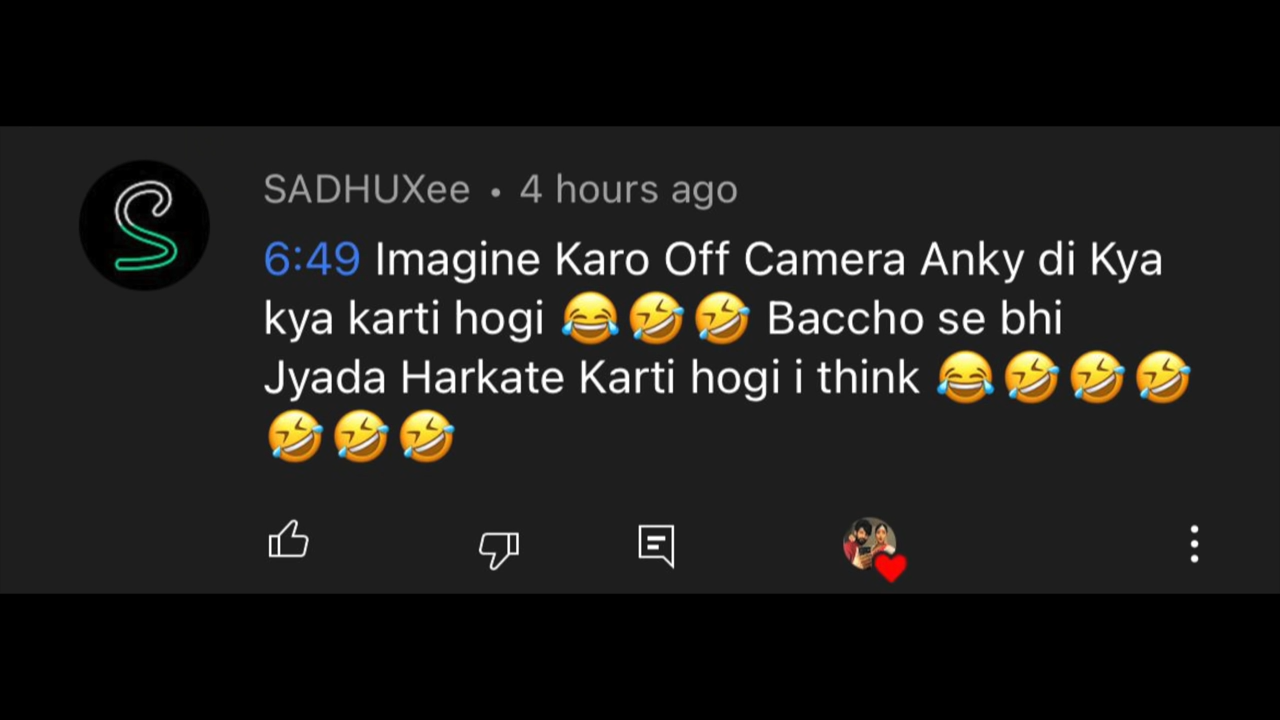 SADHUXee • 4 hours ago
6:49 Imagine Karo Off Camera Anky di Kya
kya karti hogi 😂🤣🤣 Baccho se bhi
Jyada Harkate Karti hogi i think 😂🤣🤣🤣
🤣🤣🤣